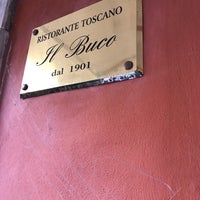 RISTORANTE TOSCANO
Il Buco
dal 1901